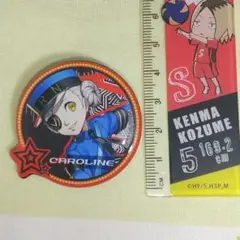 CAROLINE
S
KENMA
KOZUME
5 169.2
cm